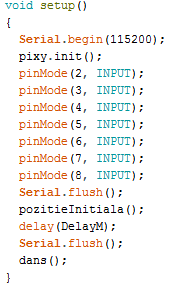 void setup()
{
  Serial.begin(115200);
  pixy.init();
  pinMode(2, INPUT);
  pinMode(3, INPUT);
  pinMode(4, INPUT);
  pinMode(5, INPUT);
  pinMode(6, INPUT);
  pinMode(7, INPUT);
  pinMode(8, INPUT);
  Serial.flush();
  pozitieInitiala();
  delay(DelayM);
  Serial.flush();
  dans();
}